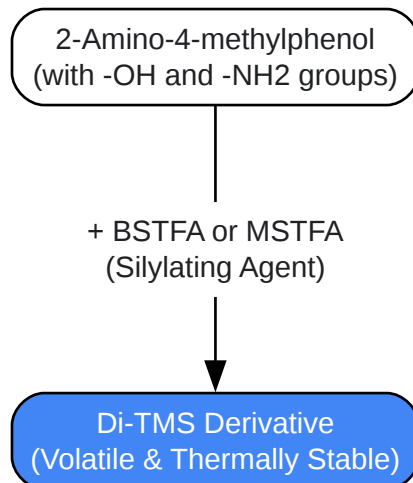 2-Amino-4-methylphenol
(with -OH and -NH2 groups)
+ BSTFA or MSTFA
(Silylating Agent)
Di-TMS Derivative
(Volatile & Thermally Stable)